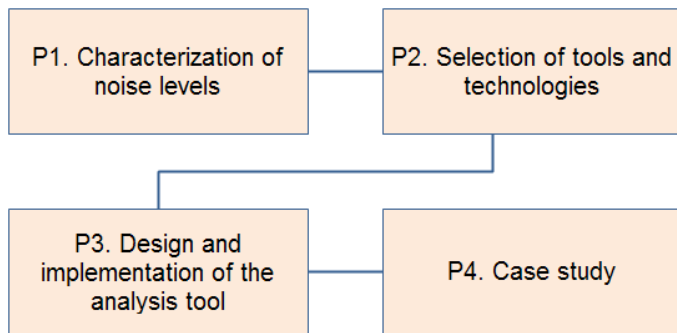 P1. Characterization of
noise levels
P2. Selection of tools and
technologies
P3. Design and
implementation of the
analysis tool
P4. Case study